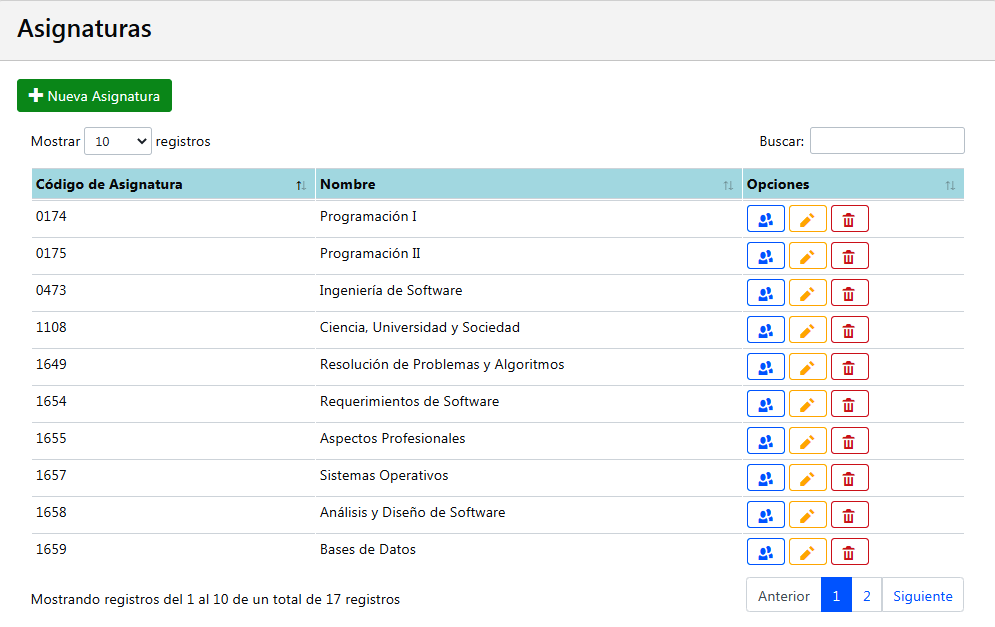 Asignaturas
Nueva Asignatura
Mostrar 10 registros Buscar:
Código de Asignatura Nombre Opciones
0174 Programación I
0175 Programación II
0473 Ingeniería de Software
1108 Ciencia, Universidad y Sociedad
1649 Resolución de Problemas y Algoritmos
1654 Requerimientos de Software
1655 Aspectos Profesionales
1657 Sistemas Operativos
1658 Análisis y Diseño de Software
1659 Bases de Datos
Mostrando registros del 1 al 10 de un total de 17 registros Anterior 1 2 Siguiente